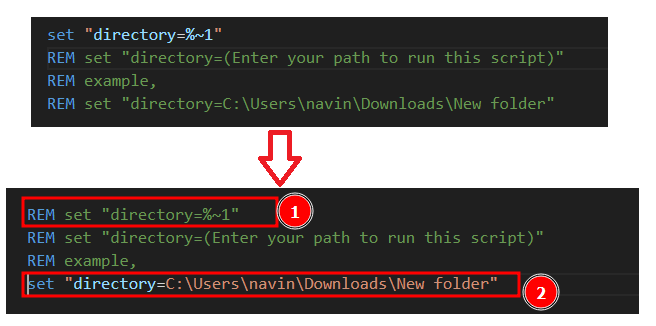 set "directory=%~1"
REM set "directory=(Enter your path to run this script)"
REM example,
REM set "directory=C:\Users\navin\Downloads\New folder"
REM set "directory=%~1"
1
REM set "directory=(Enter your path to run this script)"
REM example,
set "directory=C:\Users\navin\Downloads\New folder"
2